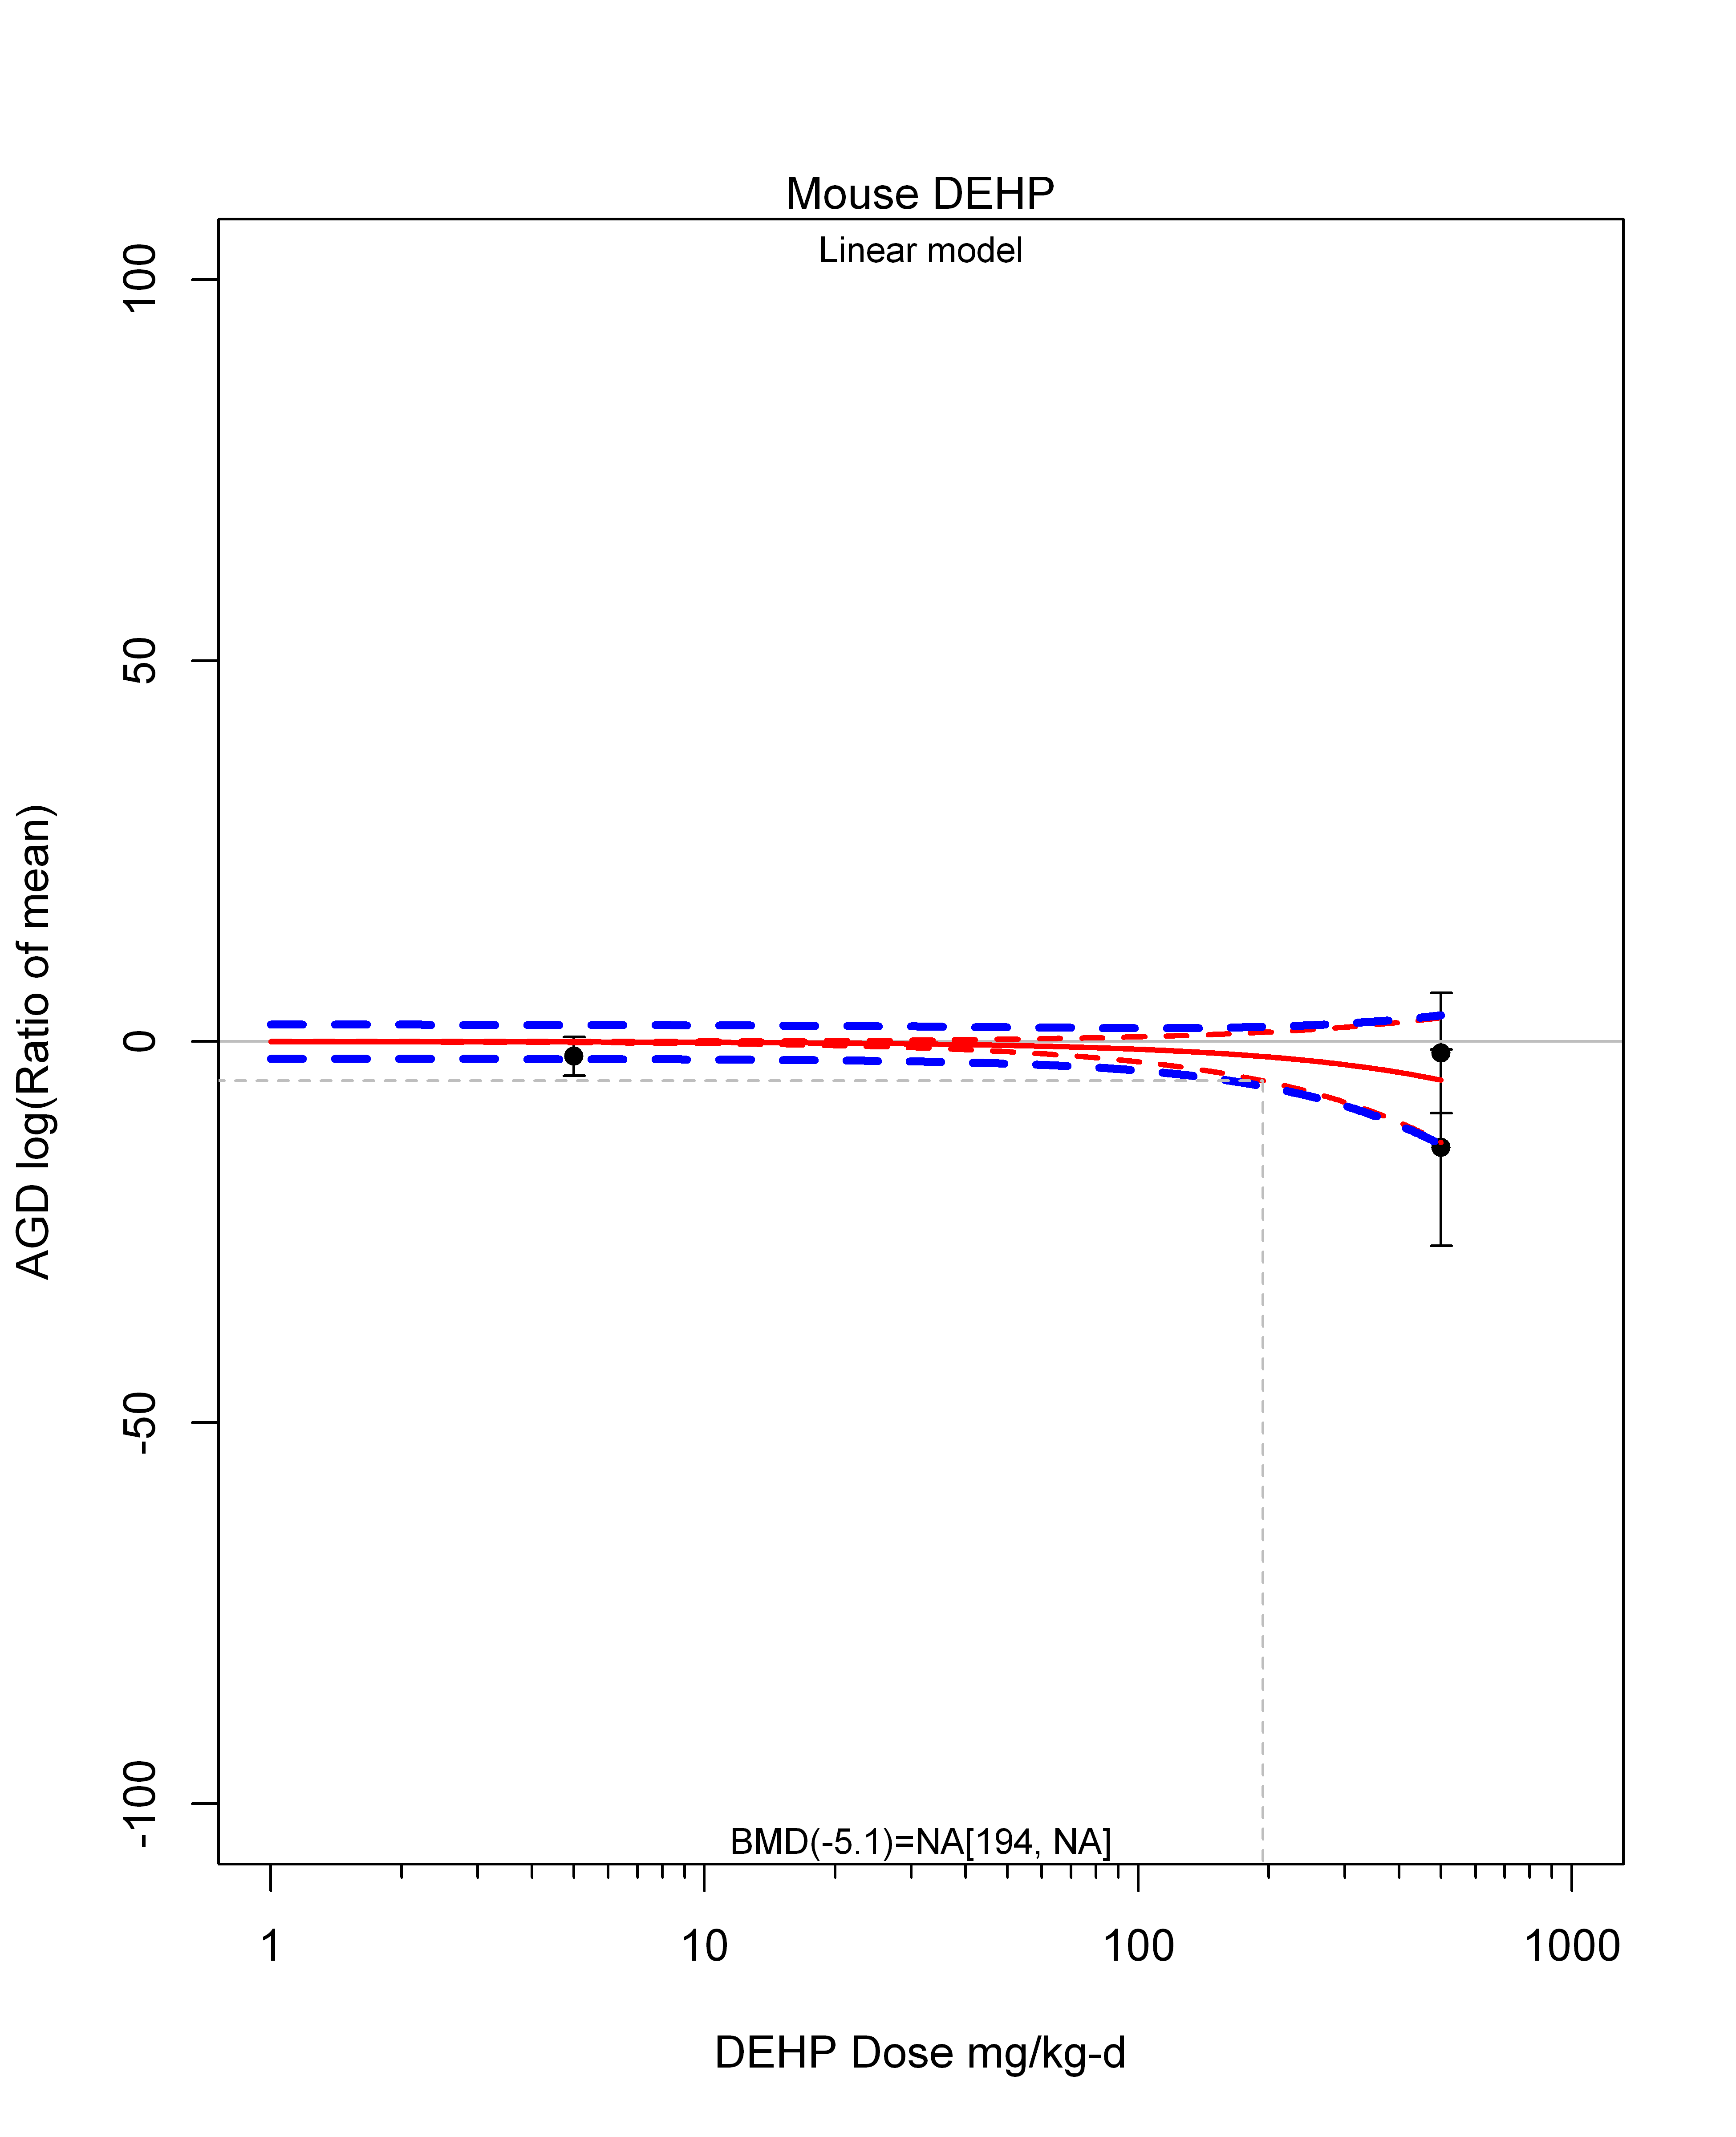 Mouse DEHP
Linear model
100
50
0
-50
-100
AGD log(Ratio of mean)
BMD(-5.1)=NA[194, NA]
1 10 100 1000
DEHP Dose mg/kg-d